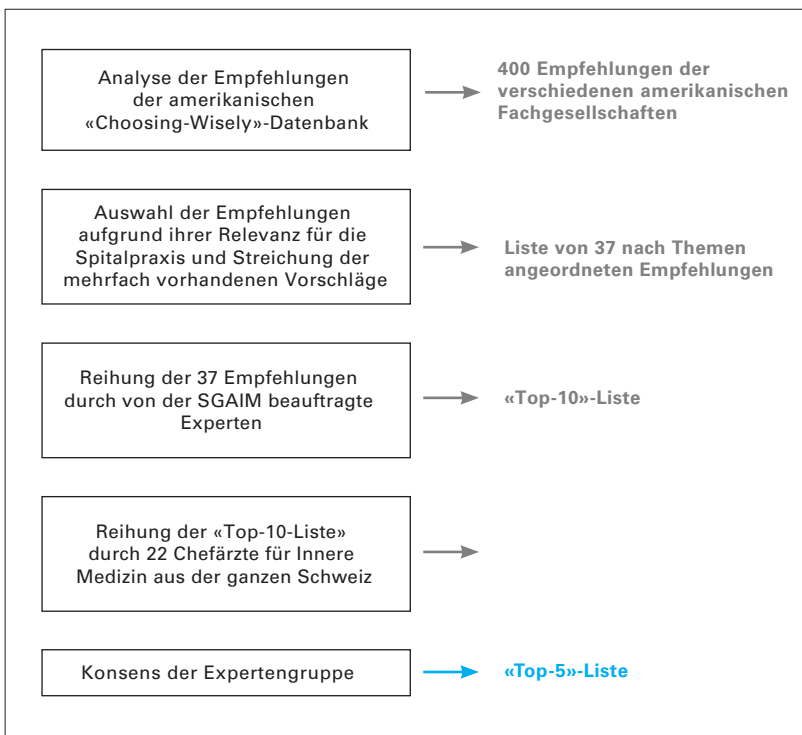 Analyse der Empfehlungen
der amerikanischen
«Choosing-Wisely»-Datenbank
400 Empfehlungen der
verschiedenen amerikanischen
Fachgesellschaften
Auswahl der Empfehlungen
aufgrund ihrer Relevanz für die
Spitalpraxis und Streichung der
mehrfach vorhandenen Vorschläge
Liste von 37 nach Themen
angeordneten Empfehlungen
Reihung der 37 Empfehlungen
durch von der SGAIM beauftragte
Experten
«Top-10»-Liste
Reihung der «Top-10-Liste»
durch 22 Chefärzte für Innere
Medizin aus der ganzen Schweiz
Konsens der Expertengruppe
«Top-5»-Liste